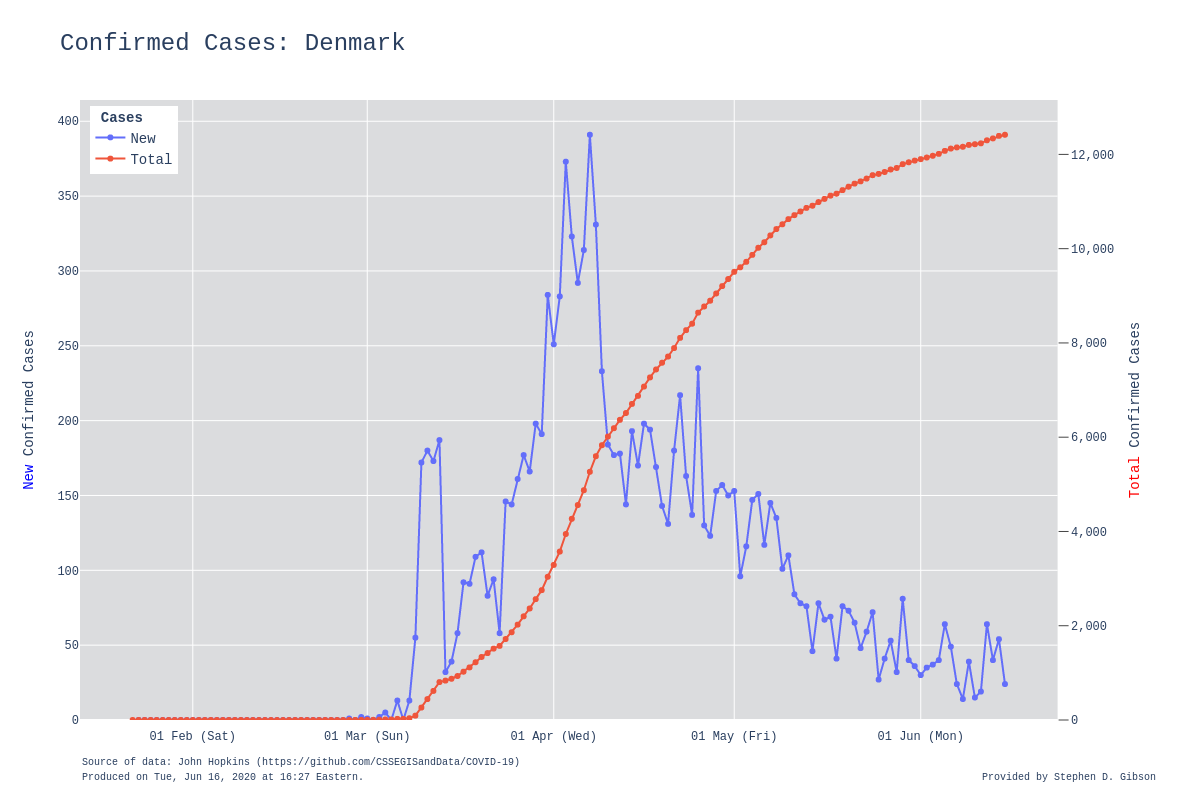 Confirmed Cases: Denmark
Cases
New
Total
400
350
300
250
200
150
100
50
0
12,000
10,000
8,000
6,000
4,000
2,000
0
New Confirmed Cases
Total Confirmed Cases
01 Feb (Sat)
01 Mar (Sun)
01 Apr (Wed)
01 May (Fri)
01 Jun (Mon)
Source of data: John Hopkins (https://github.com/CSSEGISandData/COVID-19)
Produced on Tue, Jun 16, 2020 at 16:27 Eastern.
Provided by Stephen D. Gibson